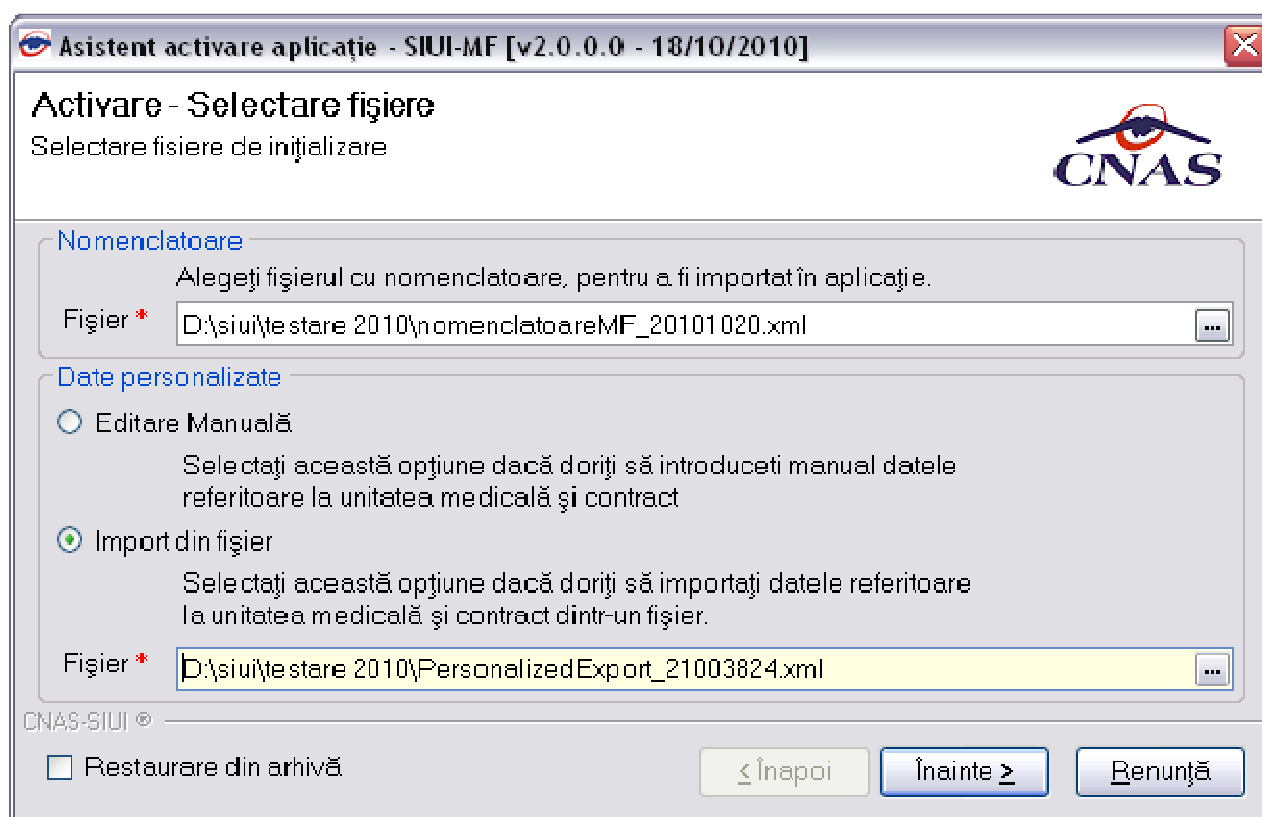 Asistent activare aplicație - SIUI-MF [v2.0.0.0 - 18/10/2010]
Activare - Selectare fişiere
Selectare fisiere de iniţializare
CNAS
Nomenclatoare
Alegeţi fişierul cu nomenclatoare, pentru a fi importat în aplicaţie.
Fişier *
D:\siui\testare 2010\nomenclatoareMF_20101020.xml
...
Date personalizate
Editare Manuală
Selectaţi această opţiune dacă doriţi să introduceti manual datele
referitoare la unitatea medicală şi contract
Import din fişier
Selectaţi această opţiune dacă doriţi să importaţi datele referitoare
la unitatea medicală şi contract dintr-un fişier.
Fişier *
D:\siui\testare 2010\PersonalizedExport_21003824.xml
...
CNAS-SIUI ®
Restaurare din arhivă
< Înapoi
Înainte >
Renunţă